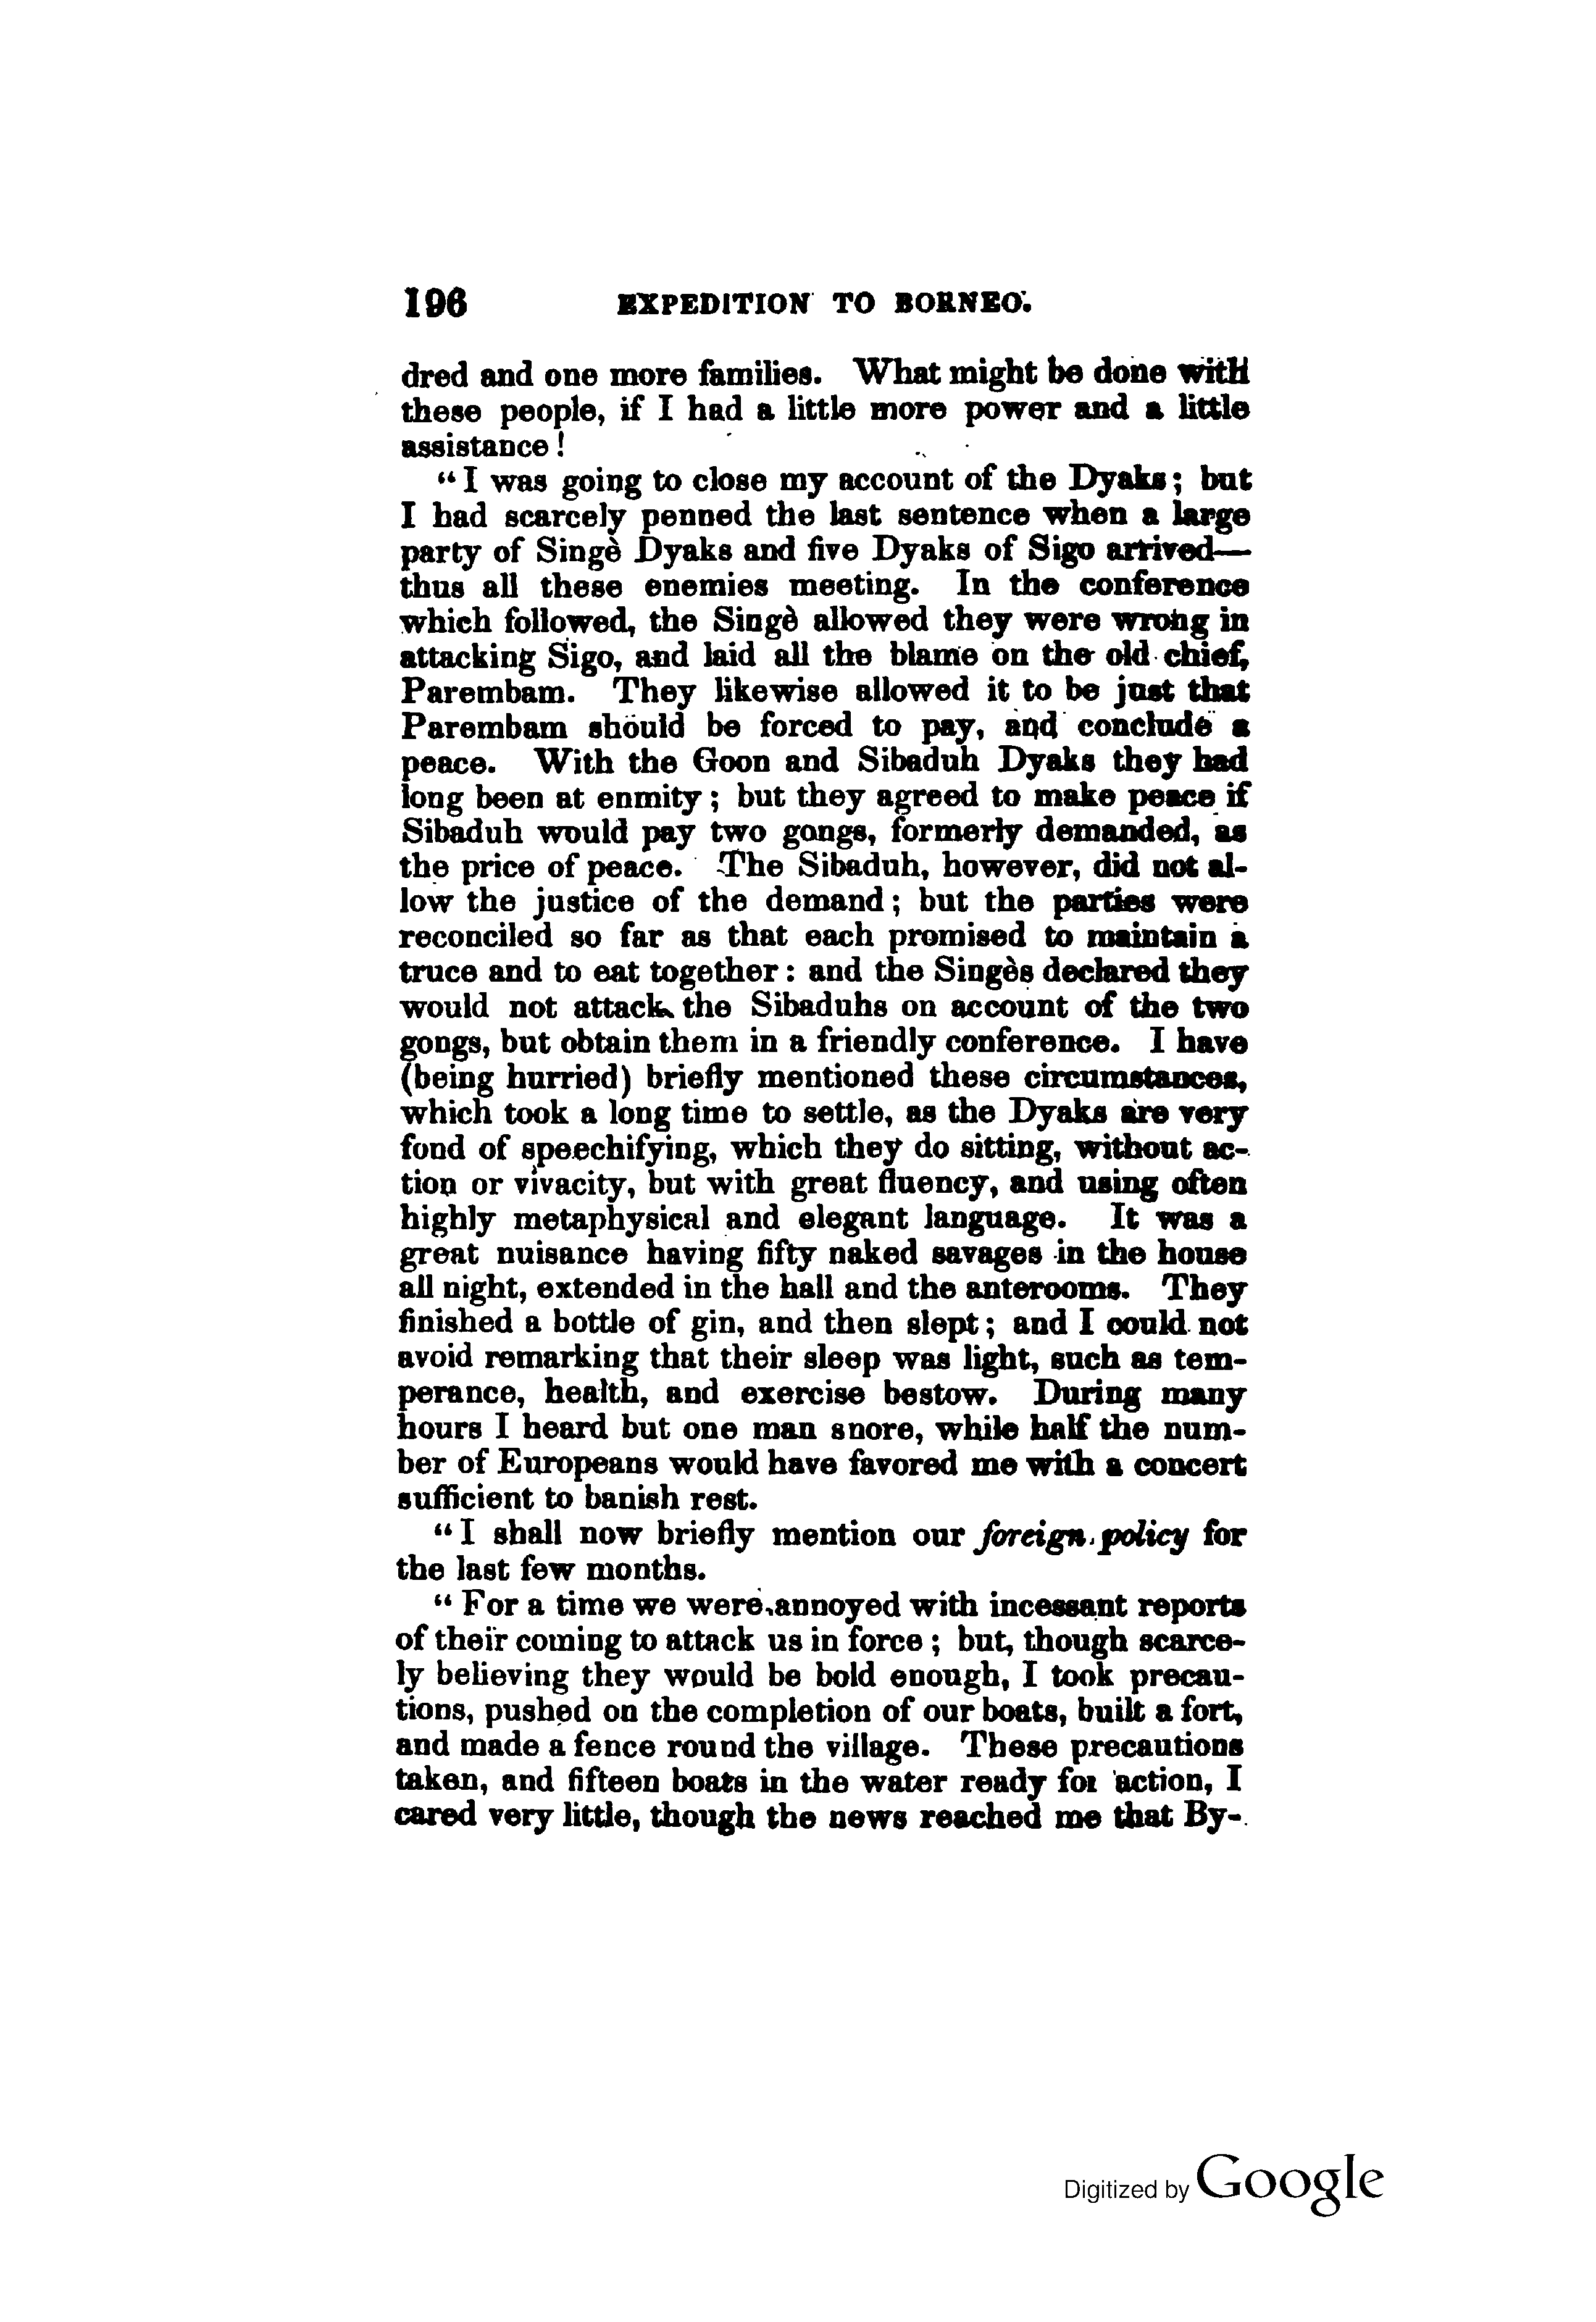 196 EXPEDITION TO BORNEO.
dred and one more families. What might be done with
these people, if I had a little more power and a little
assistance!
“I was going to close my account of the Dyaks; but
I had scarcely penned the last sentence when a large
party of Singè Dyaks and five Dyaks of Sigo arrived—
thus all these enemies meeting. In the conference
which followed, the Singè allowed they were wrong in
attacking Sigo, and laid all the blame on the old chief,
Parembam. They likewise allowed it to be just that
Parembam should be forced to pay, and conclude a
peace. With the Goon and Sibaduh Dyaks they had
long been at enmity; but they agreed to make peace if
Sibaduh would pay two gongs, formerly demanded, as
the price of peace. The Sibaduh, however, did not al-
low the justice of the demand; but the parties were
reconciled so far as that each promised to maintain a
truce and to eat together: and the Singès declared they
would not attack the Sibaduhs on account of the two
gongs, but obtain them in a friendly conference. I have
(being hurried) briefly mentioned these circumstances,
which took a long time to settle, as the Dyaks are very
fond of speechifying, which they do sitting, without ac-
tion or vivacity, but with great fluency, and using often
highly metaphysical and elegant language. It was a
great nuisance having fifty naked savages in the house
all night, extended in the hall and the anterooms. They
finished a bottle of gin, and then slept; and I could not
avoid remarking that their sleep was light, such as tem-
perance, health, and exercise bestow. During many
hours I heard but one man snore, while half the num-
ber of Europeans would have favored me with a concert
sufficient to banish rest.
“I shall now briefly mention our foreign policy for
the last few months.
“For a time we were annoyed with incessant reports
of their coming to attack us in force; but, though scarce-
ly believing they would be bold enough, I took precau-
tions, pushed on the completion of our boats, built a fort,
and made a fence round the village. These precautions
taken, and fifteen boats in the water ready for action, I
cared very little, though the news reached me that By-
Digitized by Google